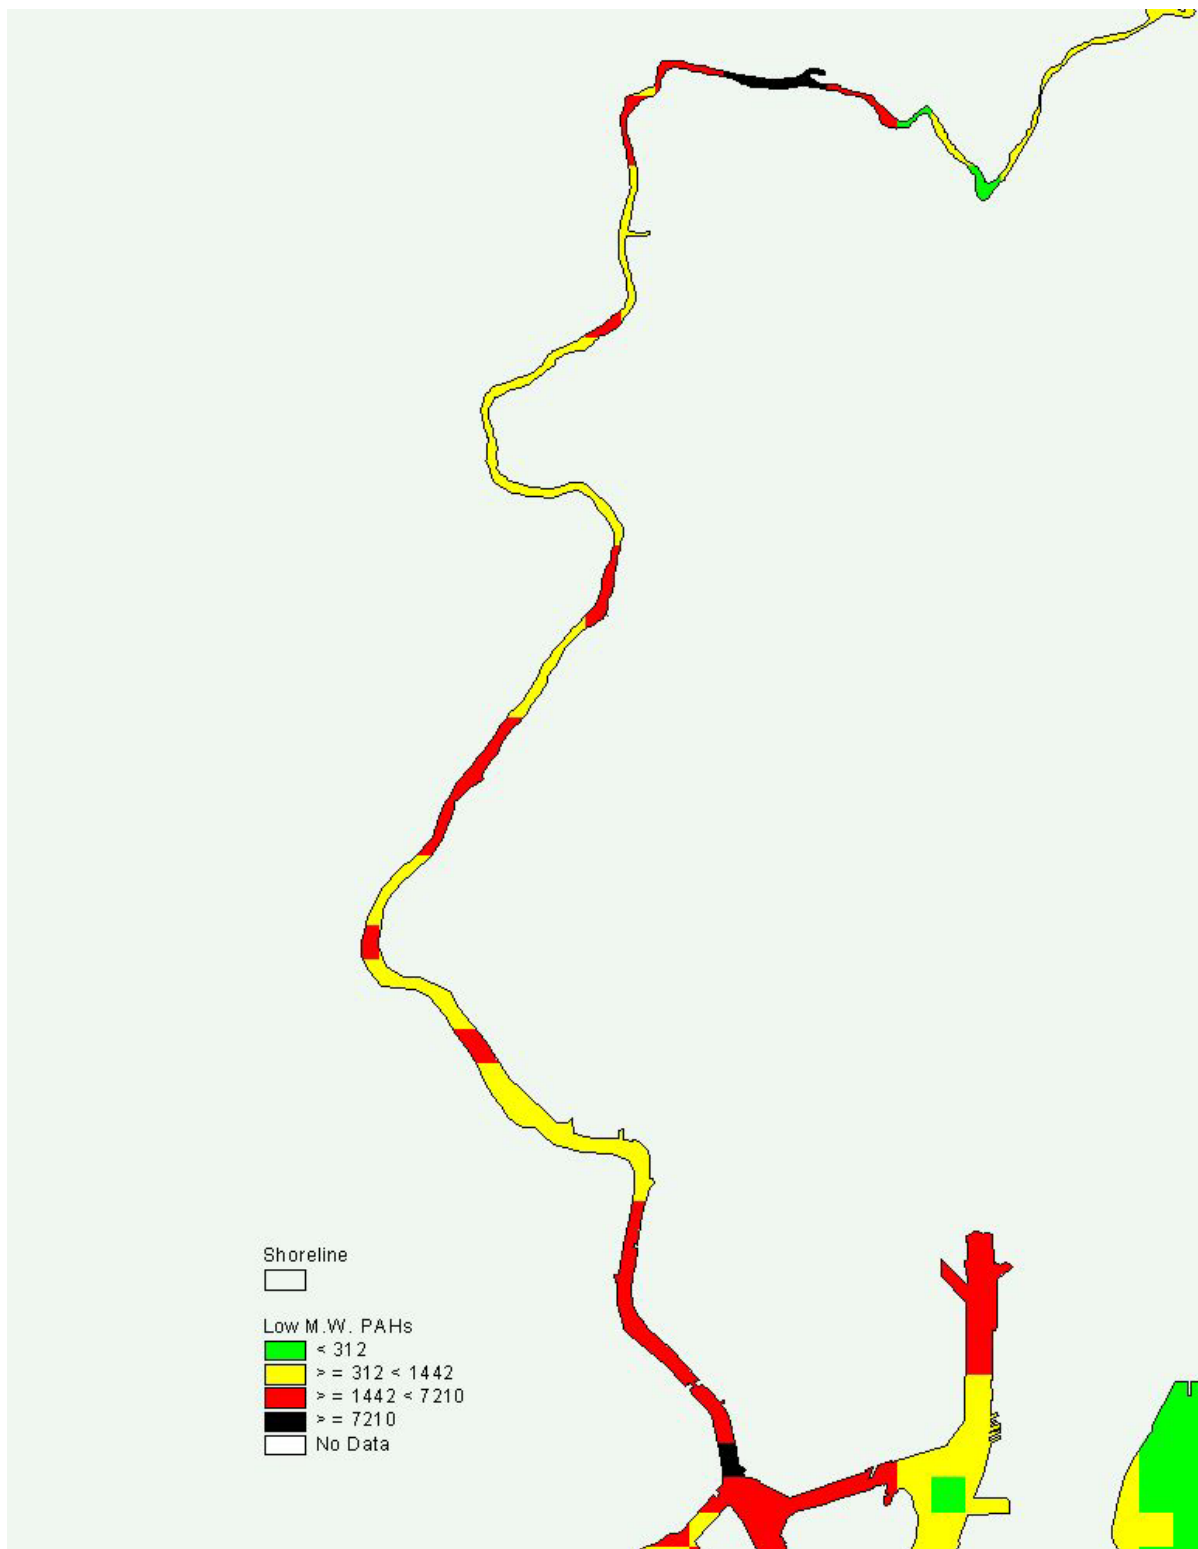 Shoreline
Low M.W. PAHs
< 312
> = 312 < 1442
> = 1442 < 7210
> = 7210
No Data